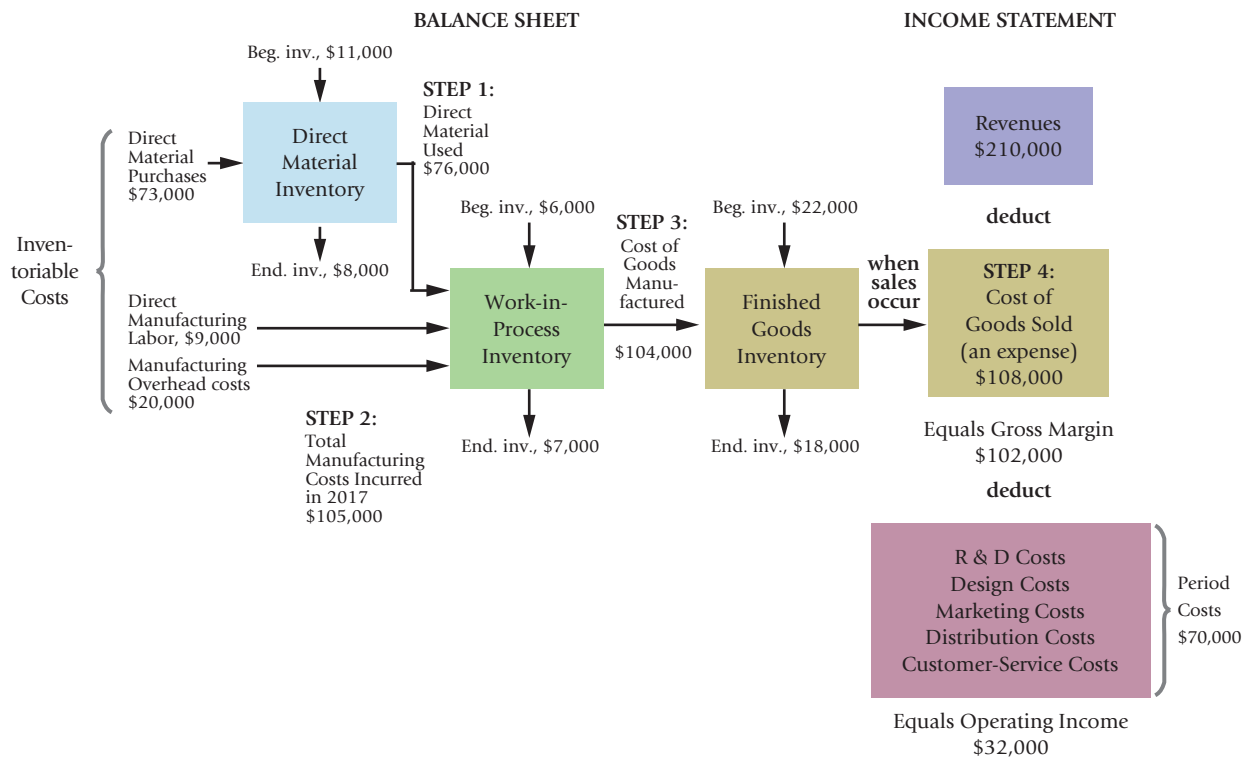 BALANCE SHEET
INCOME STATEMENT
Beg. inv., $11,000
STEP 1:
Direct
Material
Used
$76,000
Direct
Material
Purchases
$73,000
Direct
Material
Inventory
End. inv., $8,000
Inven-
toriable
Costs
Direct
Manufacturing
Labor, $9,000
Manufacturing
Overhead costs
$20,000
STEP 2:
Total
Manufacturing
Costs Incurred
in 2017
$105,000
Beg. inv., $6,000
Work-in-
Process
Inventory
End. inv., $7,000
STEP 3:
Cost of
Goods
Manu-
factured
$104,000
Beg. inv., $22,000
Finished
Goods
Inventory
End. inv., $18,000
when
sales
occur
Revenues
$210,000
deduct
STEP 4:
Cost of
Goods Sold
(an expense)
$108,000
Equals Gross Margin
$102,000
deduct
R & D Costs
Design Costs
Marketing Costs
Distribution Costs
Customer-Service Costs
Period
Costs
$70,000
Equals Operating Income
$32,000